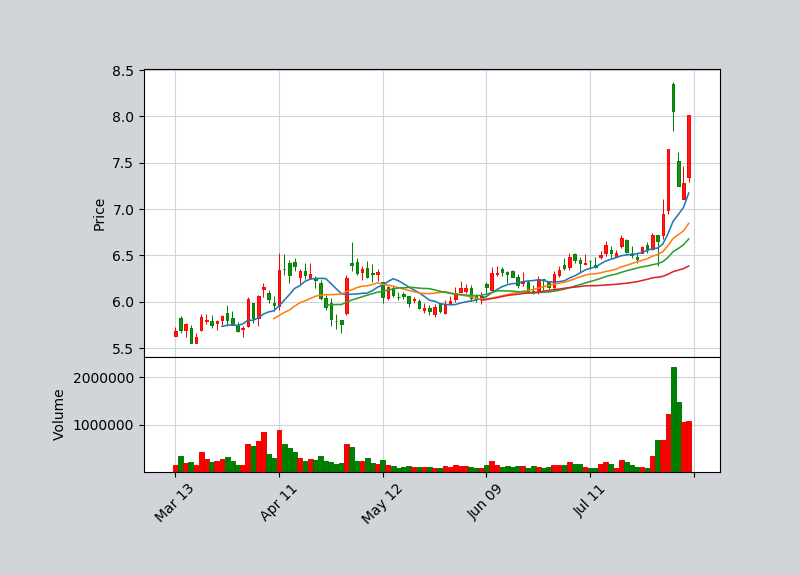 8.5
8.0
7.5
7.0
6.5
6.0
5.5
Price
2000000
1000000
Volume
Mar 13
Apr 11
May 12
Jun 09
Jul 11